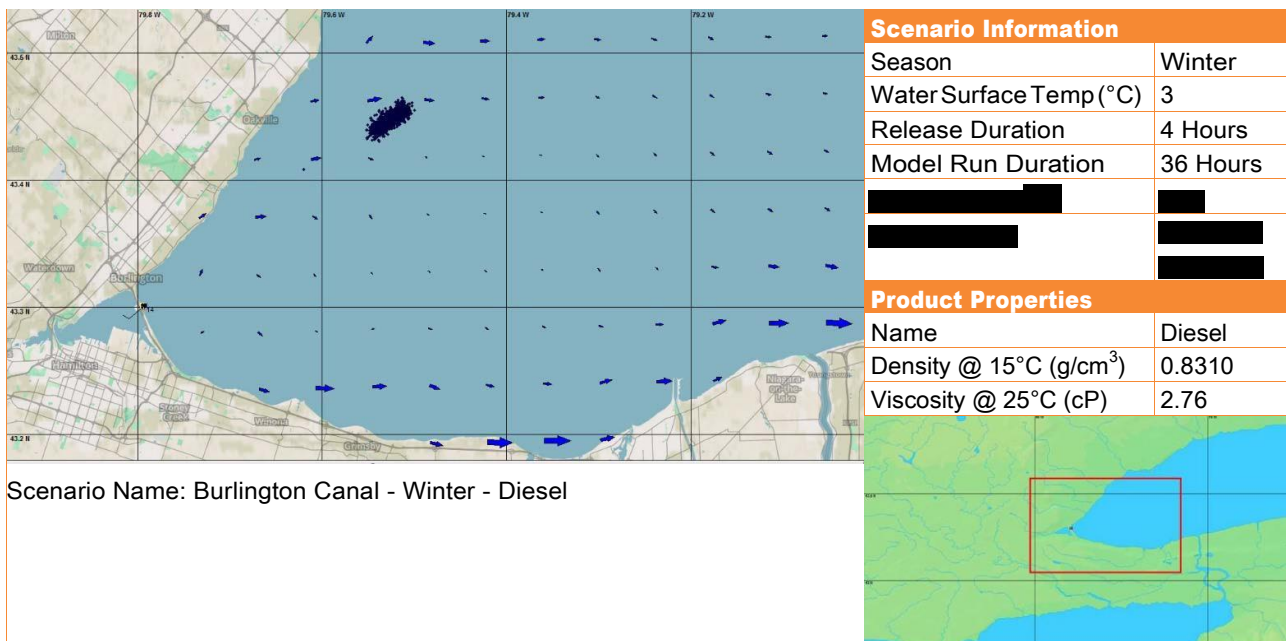 79.8 W 79.6 W 79.4 W 79.2 W
Milton
43.5 N
Oakville
43.4 N
Waterdown
Burlington
14
43.3 N
Hamilton
Stoney
Creek
Winona
Niagara-
on-the-
Lake
Youngstown
43.2 N
Grimsby
Scenario Name: Burlington Canal - Winter - Diesel
Scenario Information
Season Winter
Water Surface Temp (°C) 3
Release Duration 4 Hours
Model Run Duration 36 Hours
Product Properties
Name Diesel
Density @ 15°C (g/cm³) 0.8310
Viscosity @ 25°C (cP) 2.76